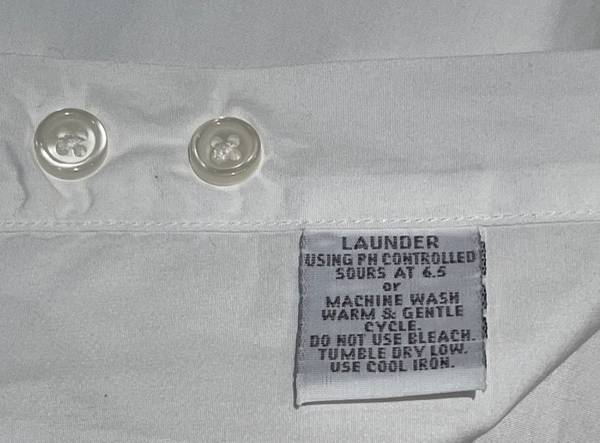 LAUNDER
USING PH CONTROLLED
SOURS AT 6.5
or
MACHINE WASH
WARM & GENTLE
CYCLE.
DO NOT USE BLEACH.
TUMBLE DRY LOW.
USE COOL IRON.